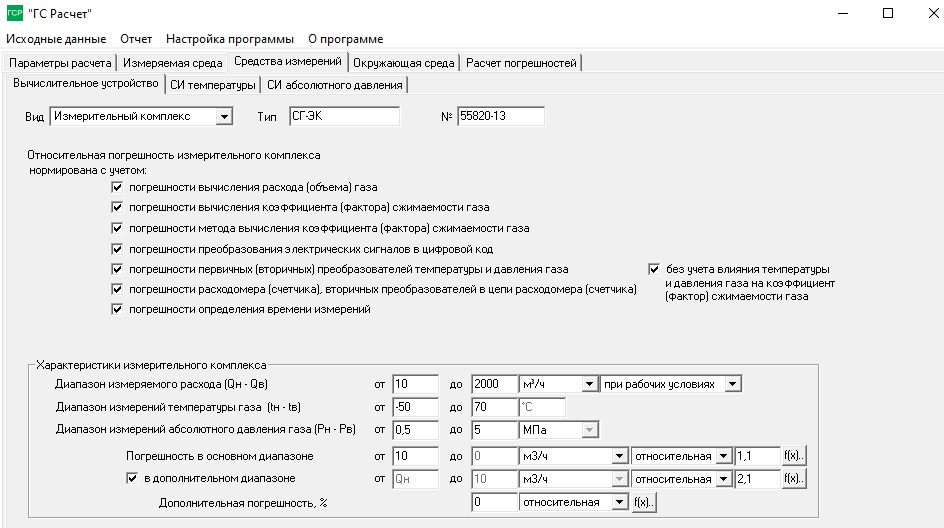 ГСР "ГС Расчет"
Исходные данные Отчет Настройка программы О программе
Параметры расчета Измеряемая среда Средства измерений Окружающая среда Расчет погрешностей
Вычислительное устройство СИ температуры СИ абсолютного давления
Вид Измерительный комплекс Тип СГ-ЭК № 55820-13
Относительная погрешность измерительного комплекса
нормирована с учетом:
погрешности вычисления расхода (объема) газа
погрешности вычисления коэффициента (фактора) сжимаемости газа
погрешности метода вычисления коэффициента (фактора) сжимаемости газа
погрешности преобразования электрических сигналов в цифровой код
погрешности первичных (вторичных) преобразователей температуры и давления газа
без учета влияния температуры
и давления газа на коэффициент
(фактор) сжимаемости газа
погрешности расходомера (счетчика), вторичных преобразователей в цепи расходомера (счетчика)
погрешности определения времени измерений
Характеристики измерительного комплекса
Диапазон измеряемого расхода (Qн - Qв) от 10 до 2000 м³/ч при рабочих условиях
Диапазон измерений температуры газа (tн - tв) от -50 до 70 °C
Диапазон измерений абсолютного давления газа (Pн - Pв) от 0,5 до 5 МПа
Погрешность в основном диапазоне от 10 до 0 м3/ч относительная 1,1 f(x)..
в дополнительном диапазоне от Qн до 10 м3/ч относительная 2,1 f(x)..
Дополнительная погрешность, % 0 относительная f(x)..